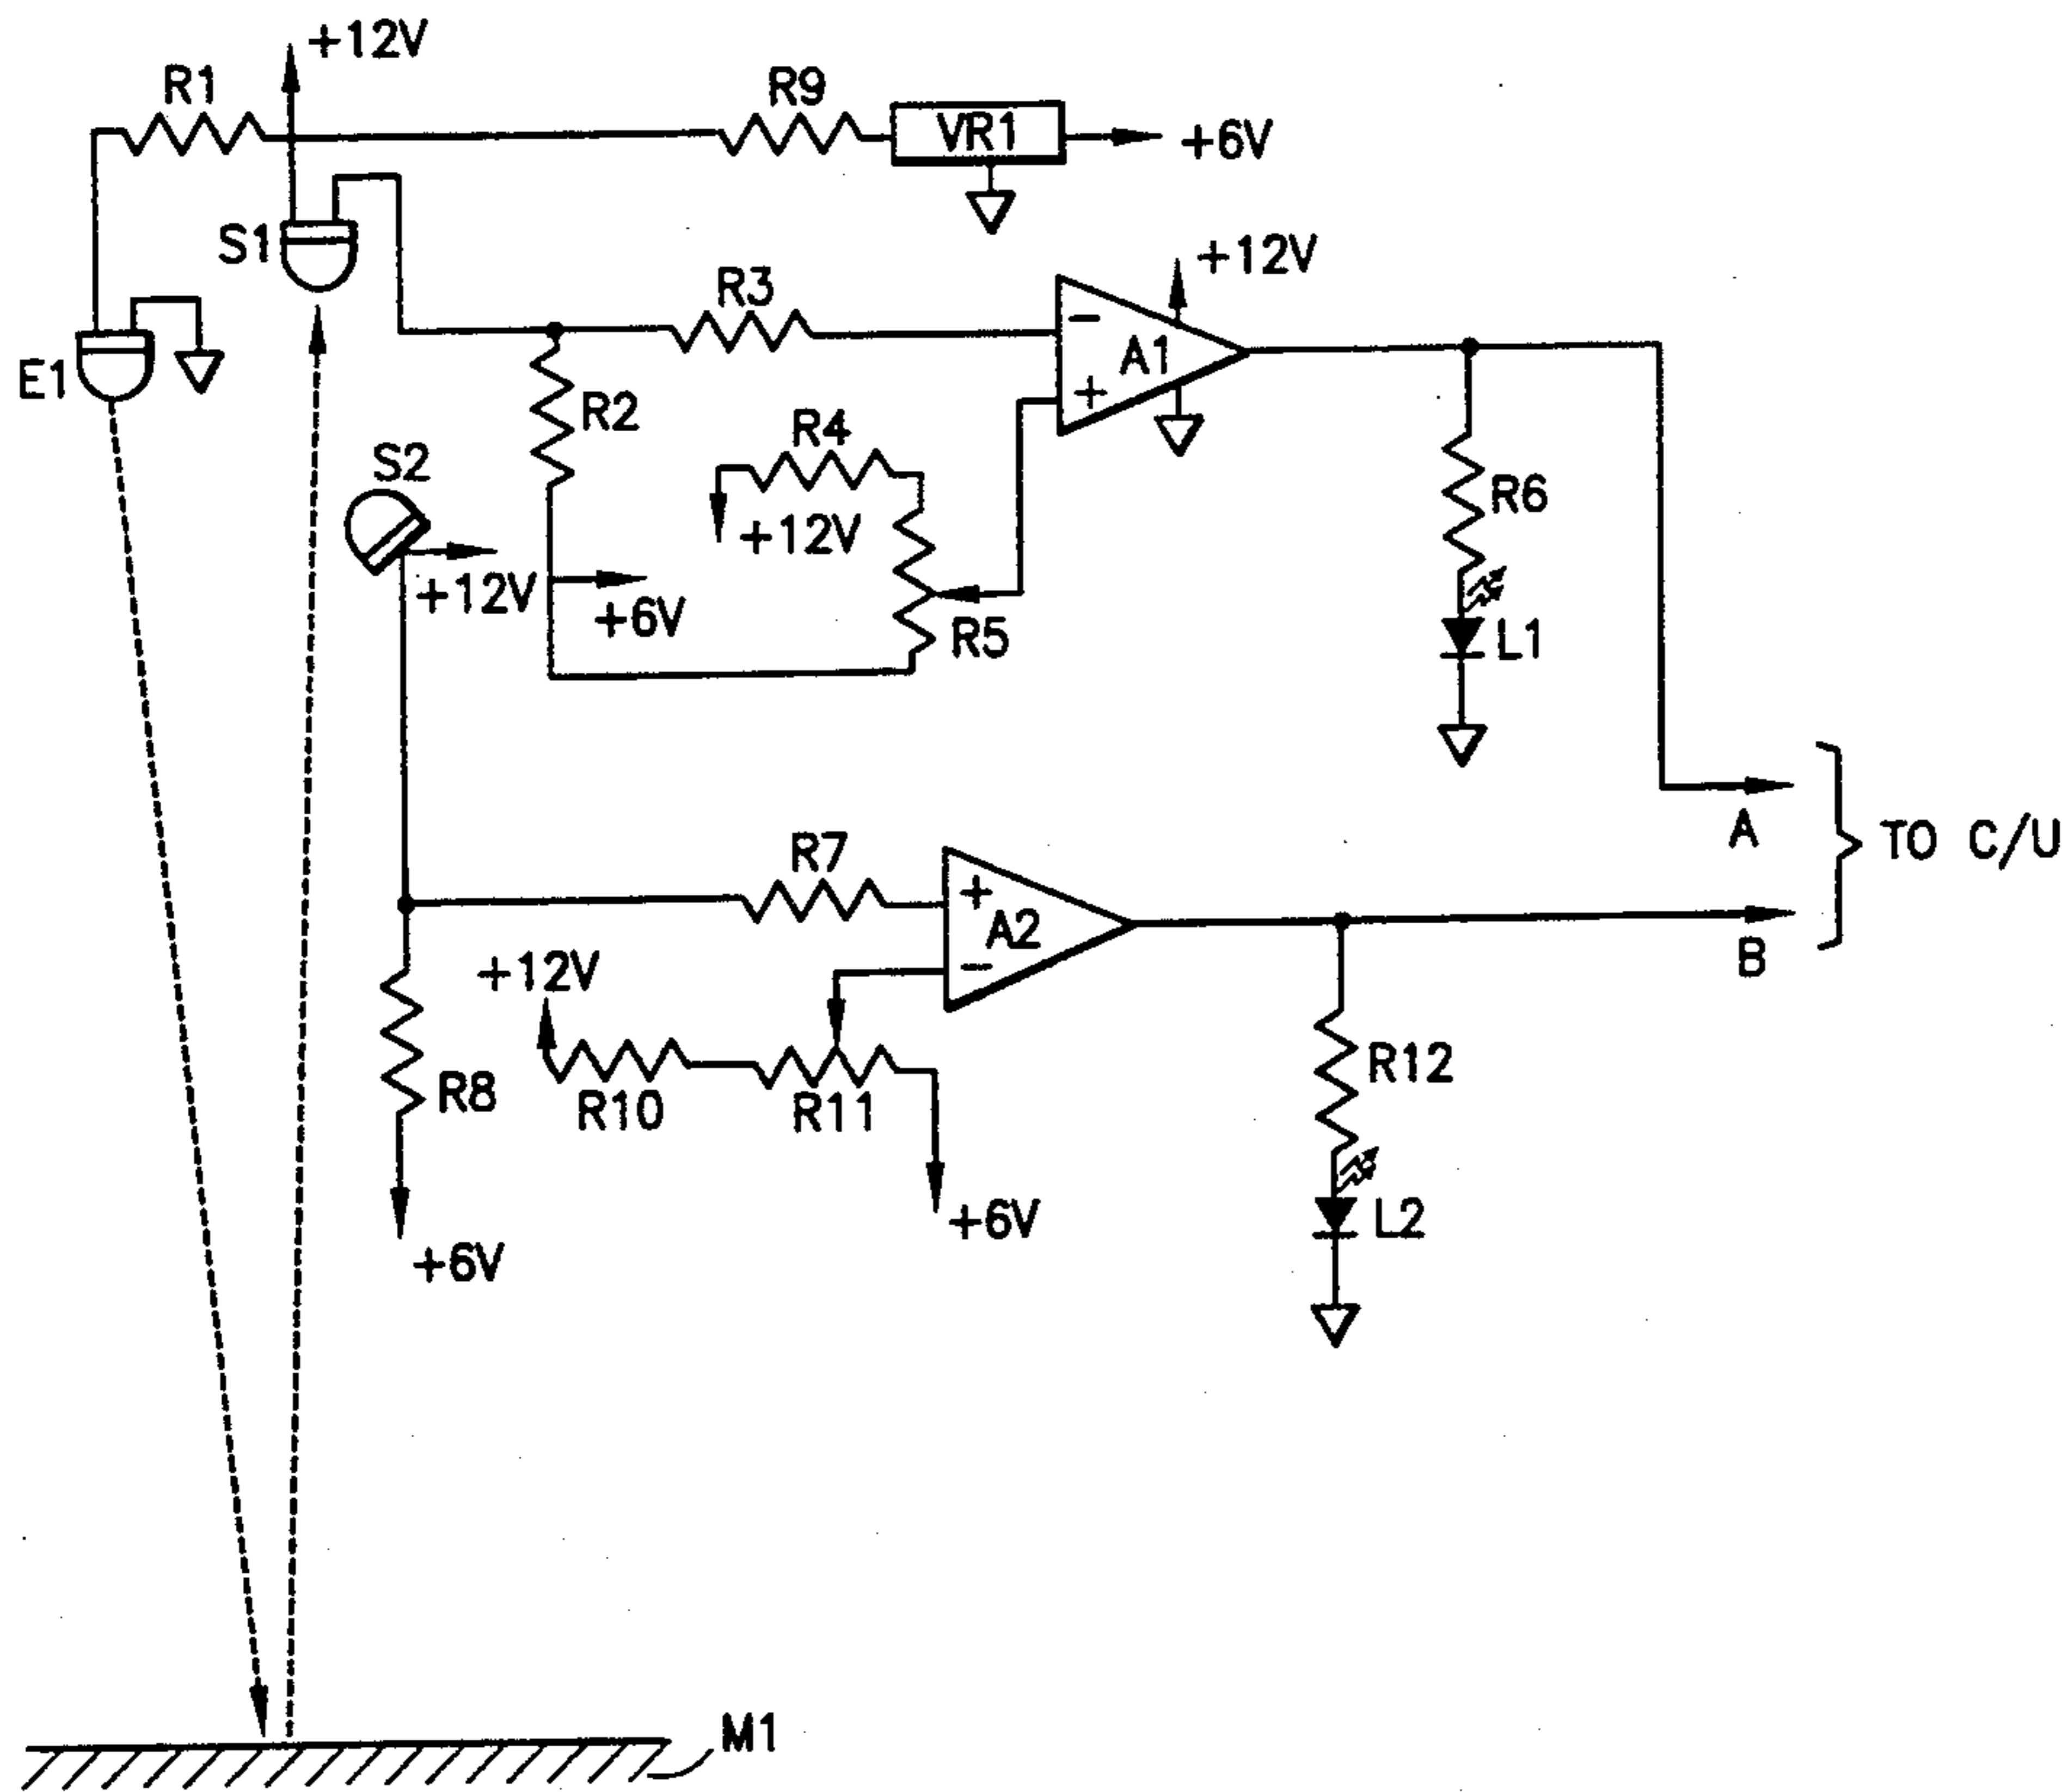 +12V
R1
R9
VR1
+6V
S1
R3
+12V
E1
−
A1
+
R2
R4
S2
+12V
R6
+12V
+6V
R5
L1
A
TO C/U
R7
+
A2
−
B
+12V
R8
R10
R11
R12
+6V
+6V
L2
M1